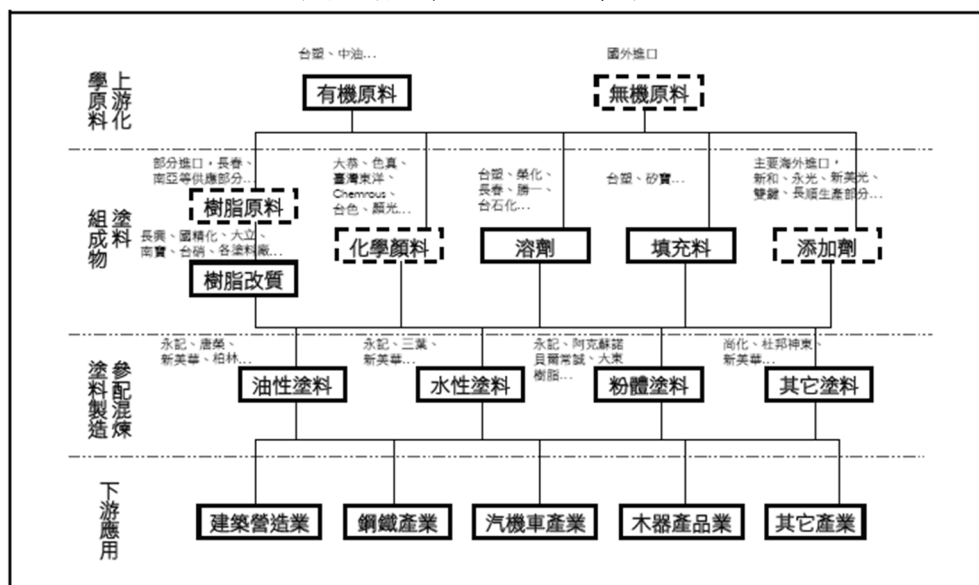 台塑、中油…
國外進口
上游化
學原料
有機原料
無機原料
部分進口，長春、
南亞等供應部分…
大恭、色真、
臺灣東洋、
Chemrous、
台色、顏光…
台塑、榮化、
長春、勝一、
台石化…
台塑、矽寶…
主要海外進口，
新和、永光、新美光、
雙鍵、長順生產部分…
塗料
組成物
樹脂原料
長興、國精化、大立、
南寶、台硝、各塗料廠…
化學顏料
溶劑
填充料
添加劑
樹脂改質
永記、唐榮、
新美華、柏林…
永記、三葉、
新美華…
永記、阿克蘇諾
貝爾常誠、大東
樹脂…
尚化、杜邦神東、
新美華…
參配混煉
塗料製造
油性塗料
水性塗料
粉體塗料
其它塗料
下游應用
建築營造業
鋼鐵產業
汽機車產業
木器產品業
其它產業